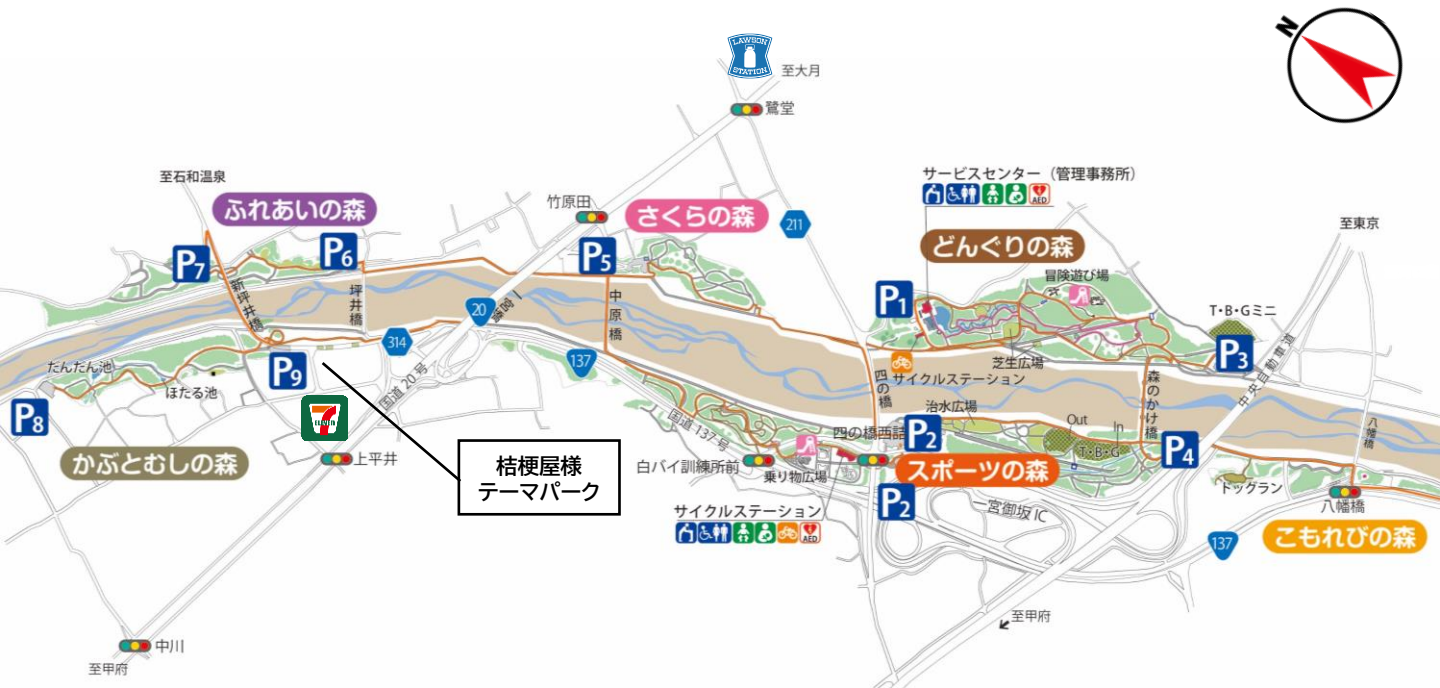 N
LAWSON
STATION
至大月
鷺堂
サービスセンター（管理事務所）
AED
至石和温泉
ふれあいの森
竹原田
さくらの森
211
どんぐりの森
至東京
P7
P6
P5
冒険遊び場
新坪井橋
坪井橋
中原橋
20
一宮橋
P1
T・B・Gミニ
314
137
芝生広場
P3
中央自動車道
だんだん池
ほたる池
P9
国道20号
四の橋
サイクルステーション
森のかけ橋
P8
治水広場
Out
In
八幡橋
かぶとむしの森
上平井
国道137号
四の橋西詰
P2
T・B・G
P4
桔梗屋様
テーマパーク
白バイ訓練所前
乗り物広場
スポーツの森
ドッグラン
サイクルステーション
AED
P2
八幡橋
137
こもれびの森
至甲府
中川
至甲府